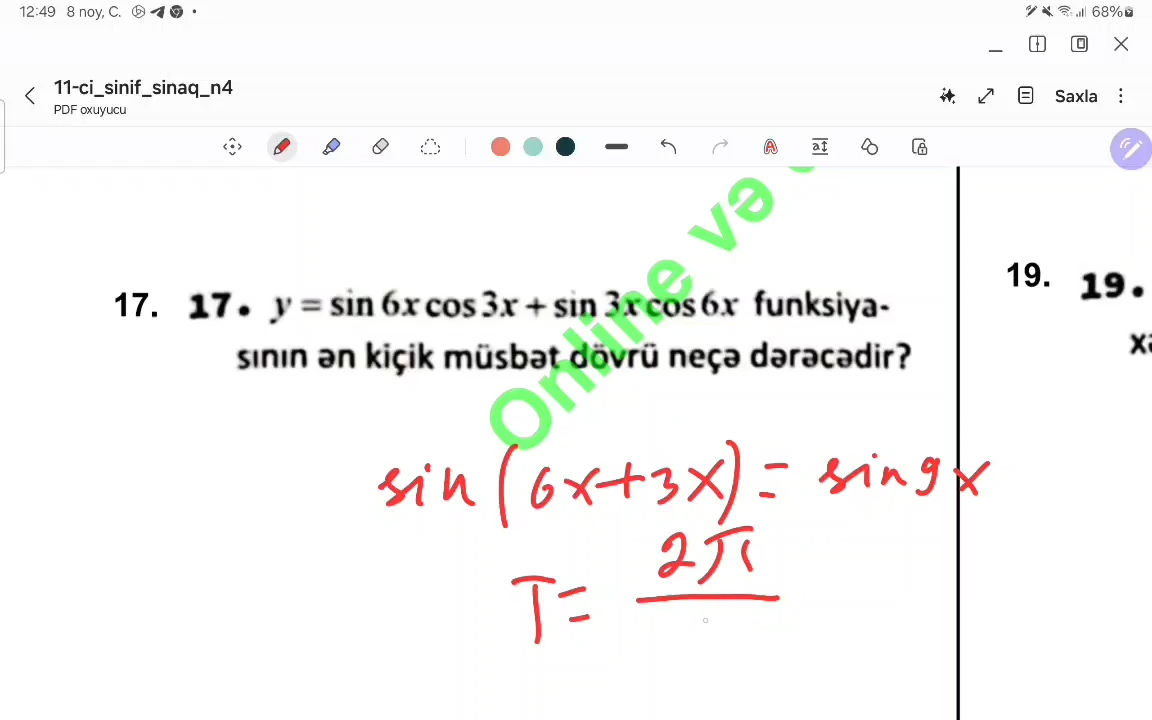 12:49 8 noy, C. 68%
11-ci_sinif_sinaq_n4
PDF oxuyucu
Saxla
Online və
17. 17. y = sin 6x cos 3x + sin 3x cos 6x funksiya-
sının ən kiçik müsbət dövrü neçə dərəcədir?
19. 19.
xə
sin (6x+3x) = sin 9x
T = 2π